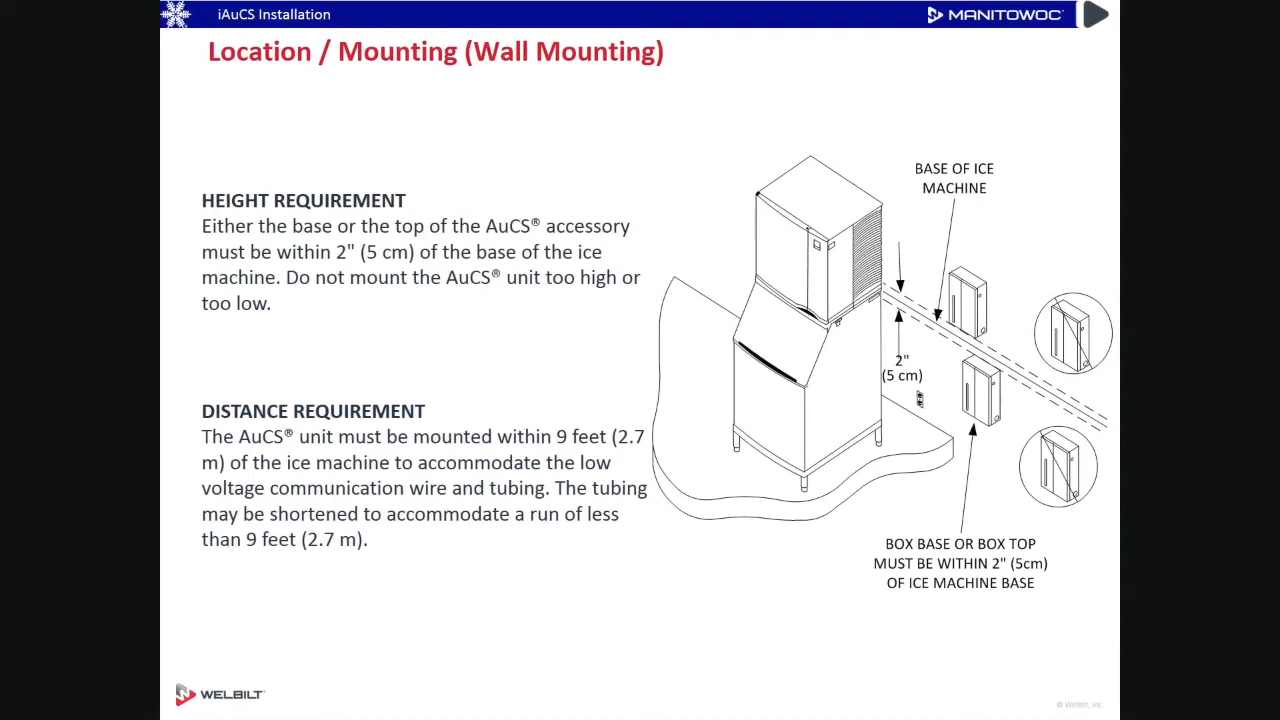 iAuCS Installation
MANITOWOC
Location / Mounting (Wall Mounting)
HEIGHT REQUIREMENT
Either the base or the top of the AuCS® accessory
must be within 2" (5 cm) of the base of the ice
machine. Do not mount the AuCS® unit too high or
too low.
DISTANCE REQUIREMENT
The AuCS® unit must be mounted within 9 feet (2.7
m) of the ice machine to accommodate the low
voltage communication wire and tubing. The tubing
may be shortened to accommodate a run of less
than 9 feet (2.7 m).
BASE OF ICE
MACHINE
2"
(5 cm)
BOX BASE OR BOX TOP
MUST BE WITHIN 2" (5cm)
OF ICE MACHINE BASE
WELBILT
© Welbilt, Inc